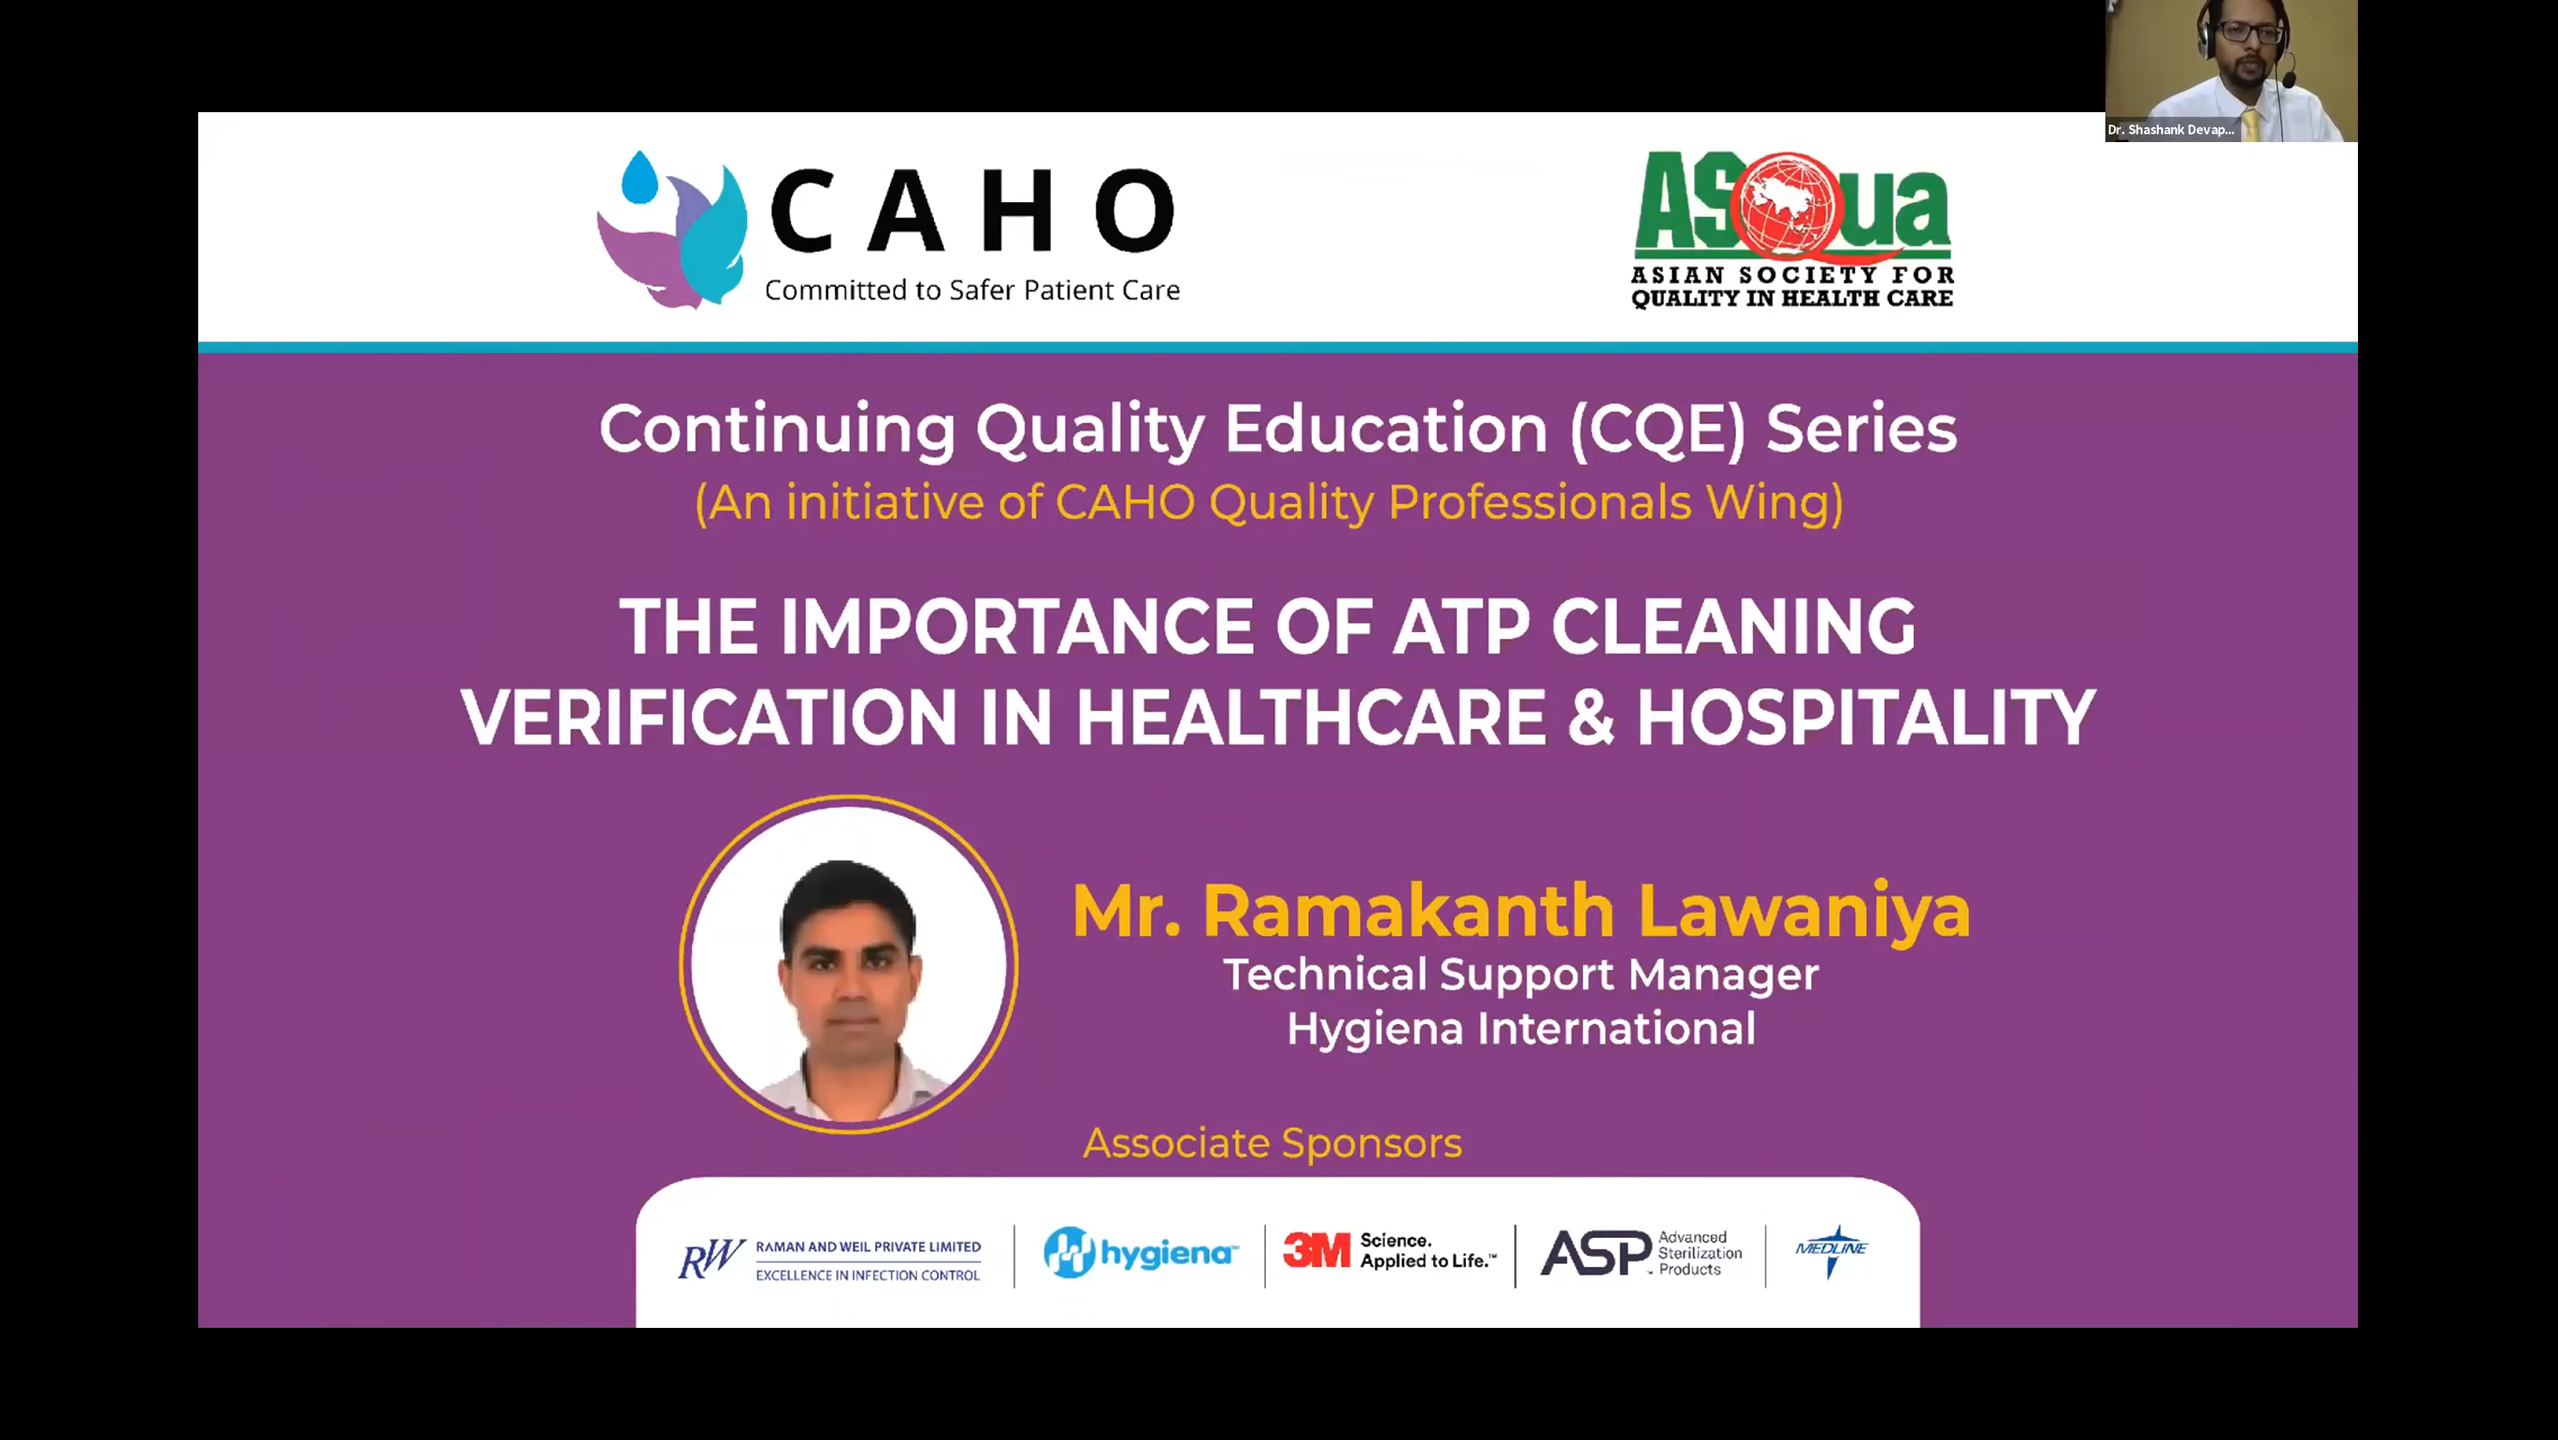 Dr. Shashank Devap...
CAHO
Committed to Safer Patient Care
ASQua
ASIAN SOCIETY FOR
QUALITY IN HEALTH CARE
Continuing Quality Education (CQE) Series
(An initiative of CAHO Quality Professionals Wing)
THE IMPORTANCE OF ATP CLEANING
VERIFICATION IN HEALTHCARE & HOSPITALITY
Mr. Ramakanth Lawaniya
Technical Support Manager
Hygiena International
Associate Sponsors
RW
RAMAN AND WEIL PRIVATE LIMITED
EXCELLENCE IN INFECTION CONTROL
hygiena™
3M
Science.
Applied to Life.™
ASP™
Advanced
Sterilization
Products
MEDLINE